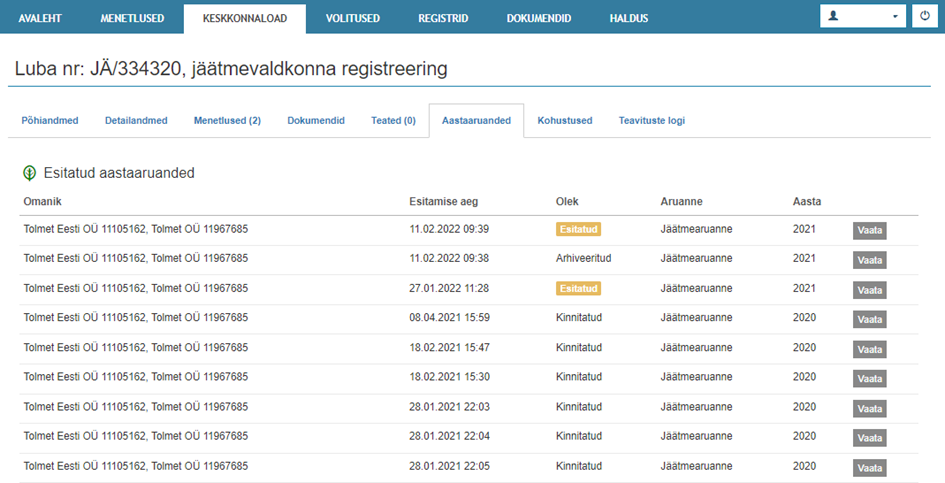 AVALEHT MENETLUSED KESKKONNALOAD VOLITUSED REGISTRID DOKUMENDID HALDUS
Luba nr: JÄ/334320, jäätmevaldkonna registreering
Põhiandmed Detailandmed Menetlused (2) Dokumendid Teated (0) Aastaaruanded Kohustused Teavituste logi
Esitatud aastaaruanded
Omanik Esitamise aeg Olek Aruanne Aasta
Tolmet Eesti OÜ 11105162, Tolmet OÜ 11967685 11.02.2022 09:39 Esitatud Jäätmearuanne 2021 Vaata
Tolmet Eesti OÜ 11105162, Tolmet OÜ 11967685 11.02.2022 09:38 Arhiveeritud Jäätmearuanne 2021 Vaata
Tolmet Eesti OÜ 11105162, Tolmet OÜ 11967685 27.01.2022 11:28 Esitatud Jäätmearuanne 2021 Vaata
Tolmet Eesti OÜ 11105162, Tolmet OÜ 11967685 08.04.2021 15:59 Kinnitatud Jäätmearuanne 2020 Vaata
Tolmet Eesti OÜ 11105162, Tolmet OÜ 11967685 18.02.2021 15:47 Kinnitatud Jäätmearuanne 2020 Vaata
Tolmet Eesti OÜ 11105162, Tolmet OÜ 11967685 18.02.2021 15:30 Kinnitatud Jäätmearuanne 2020 Vaata
Tolmet Eesti OÜ 11105162, Tolmet OÜ 11967685 28.01.2021 22:03 Kinnitatud Jäätmearuanne 2020 Vaata
Tolmet Eesti OÜ 11105162, Tolmet OÜ 11967685 28.01.2021 22:04 Kinnitatud Jäätmearuanne 2020 Vaata
Tolmet Eesti OÜ 11105162, Tolmet OÜ 11967685 28.01.2021 22:05 Kinnitatud Jäätmearuanne 2020 Vaata